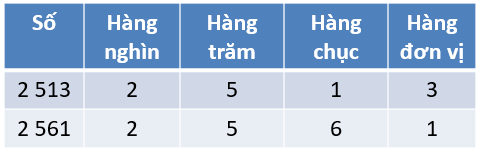 Số Hàng nghìn Hàng trăm Hàng chục Hàng đơn vị
2 513 2 5 1 3
2 561 2 5 6 1